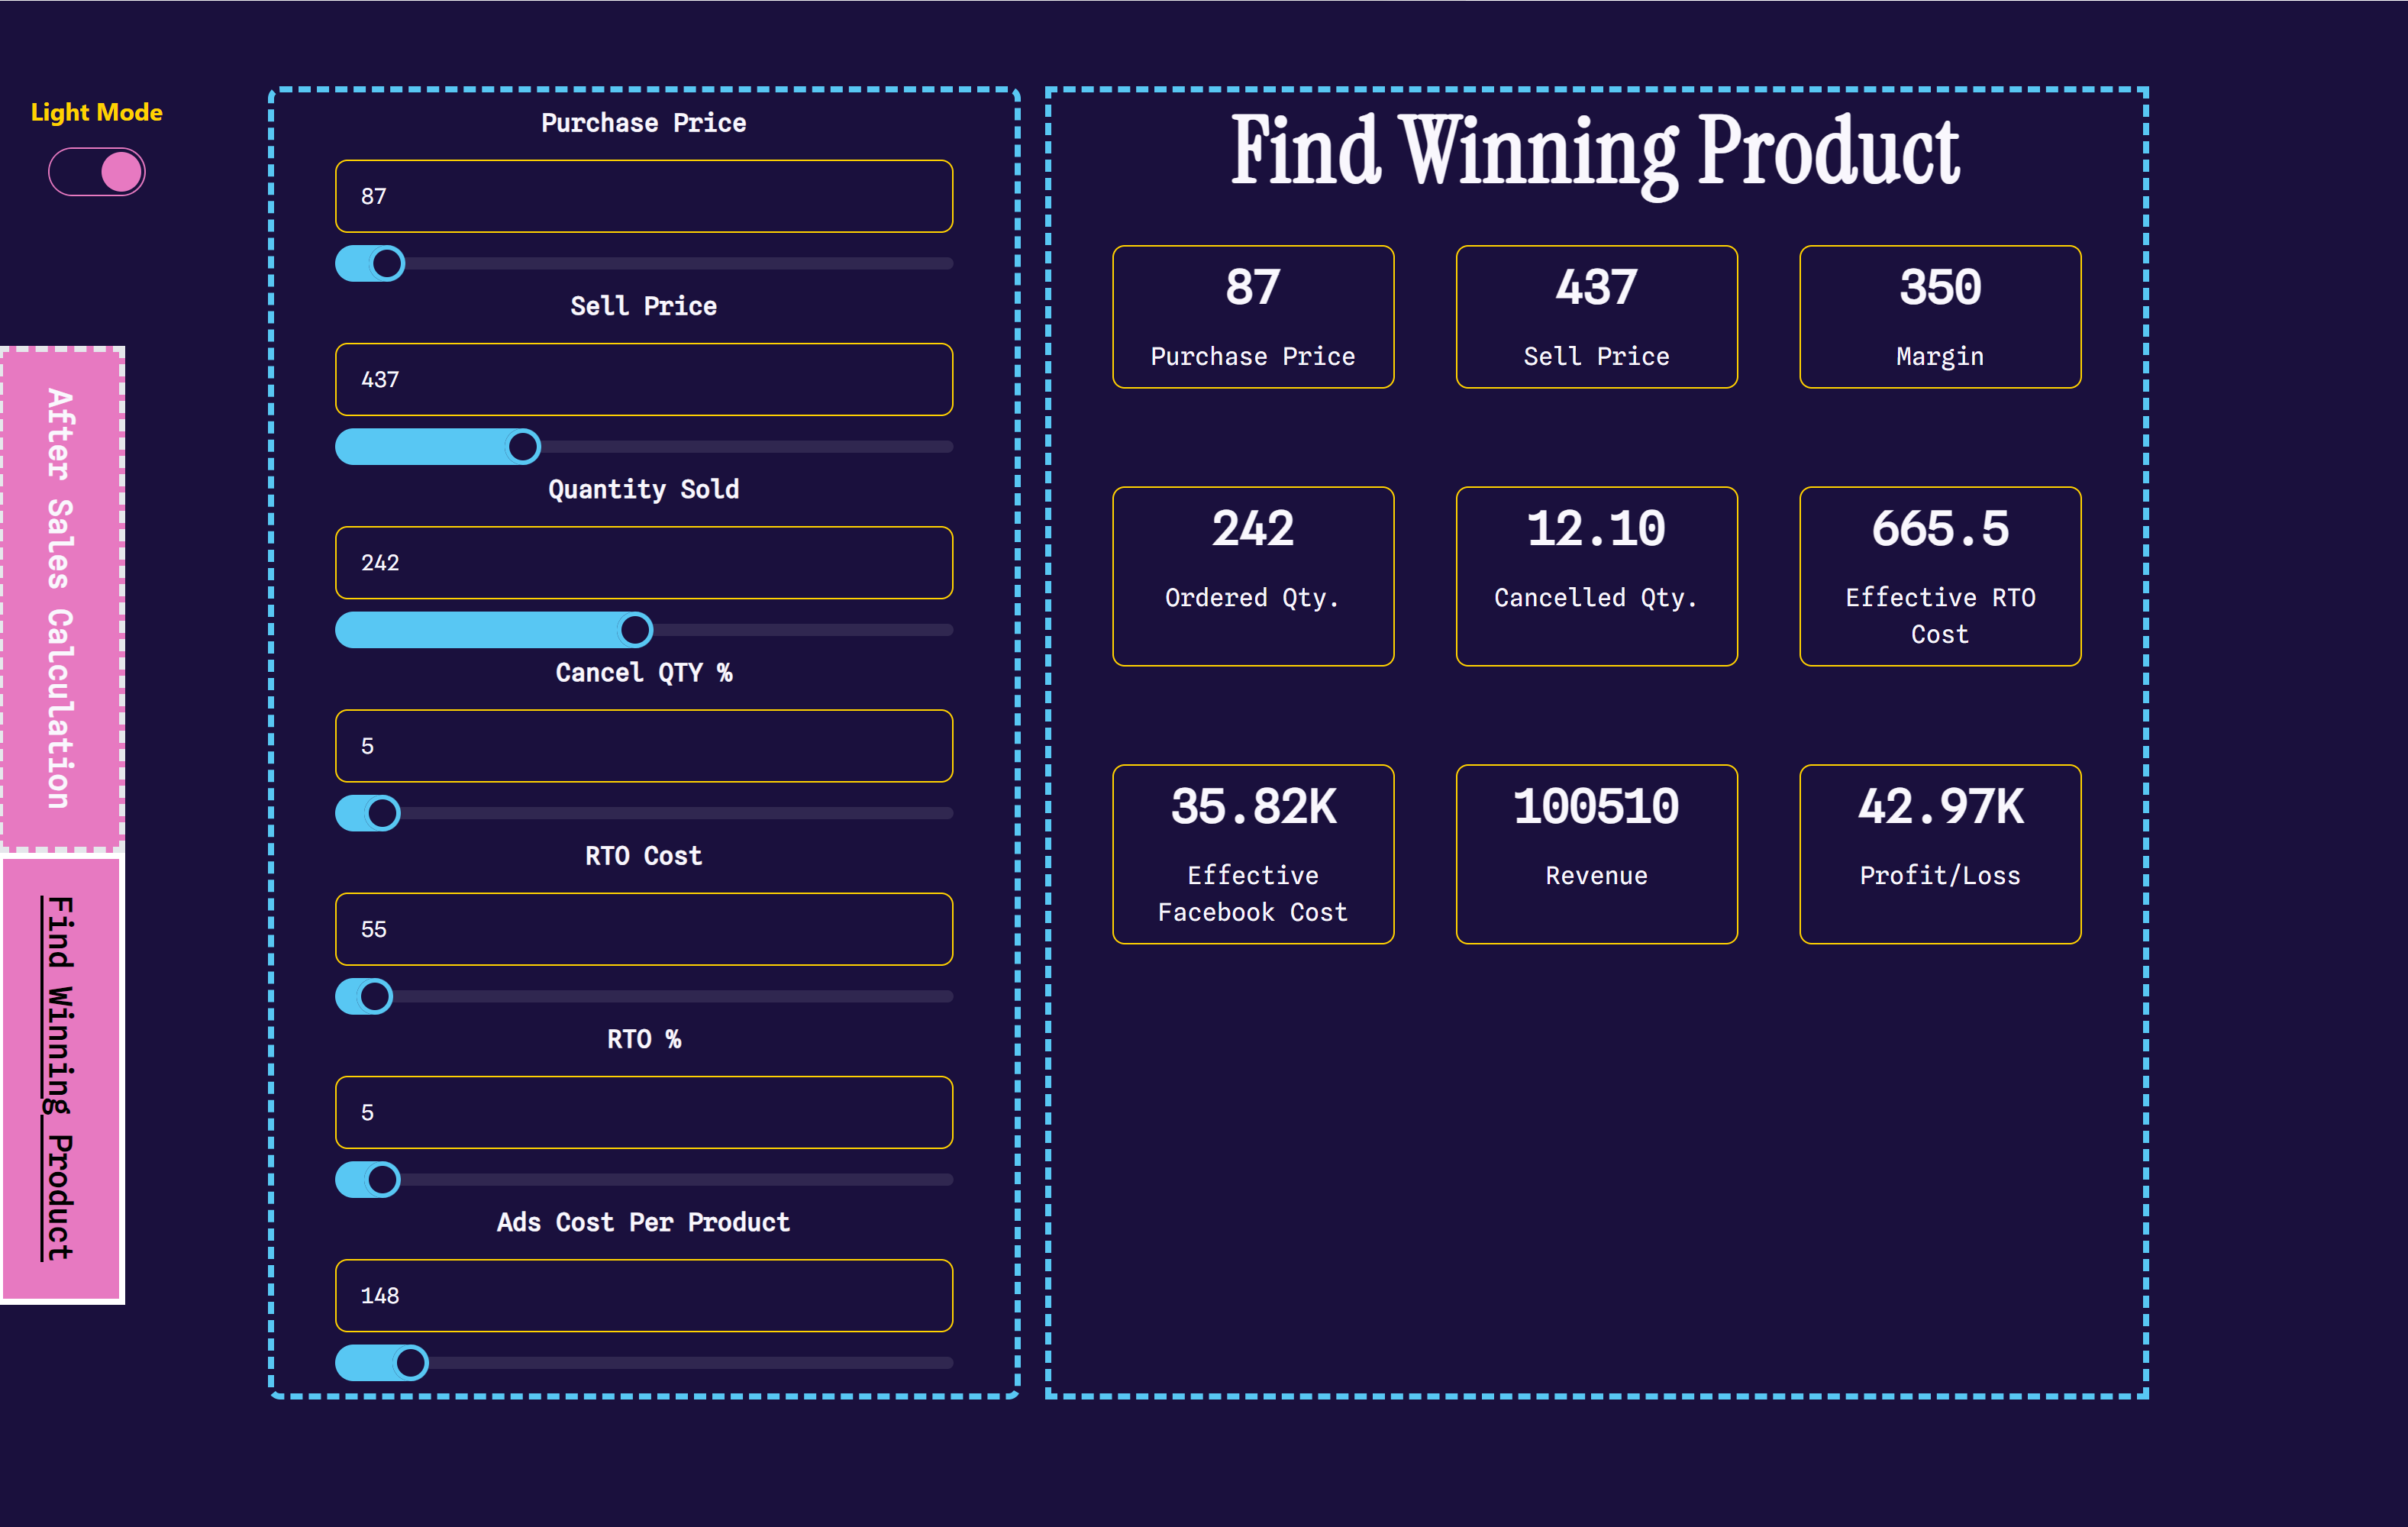 Light Mode
After Sales Calculation
Find Winning Product
Purchase Price
87
Sell Price
437
Quantity Sold
242
Cancel QTY %
5
RTO Cost
55
RTO %
5
Ads Cost Per Product
148
Find Winning Product
87
Purchase Price
437
Sell Price
350
Margin
242
Ordered Qty.
12.10
Cancelled Qty.
665.5
Effective RTO
Cost
35.82K
Effective
Facebook Cost
100510
Revenue
42.97K
Profit/Loss